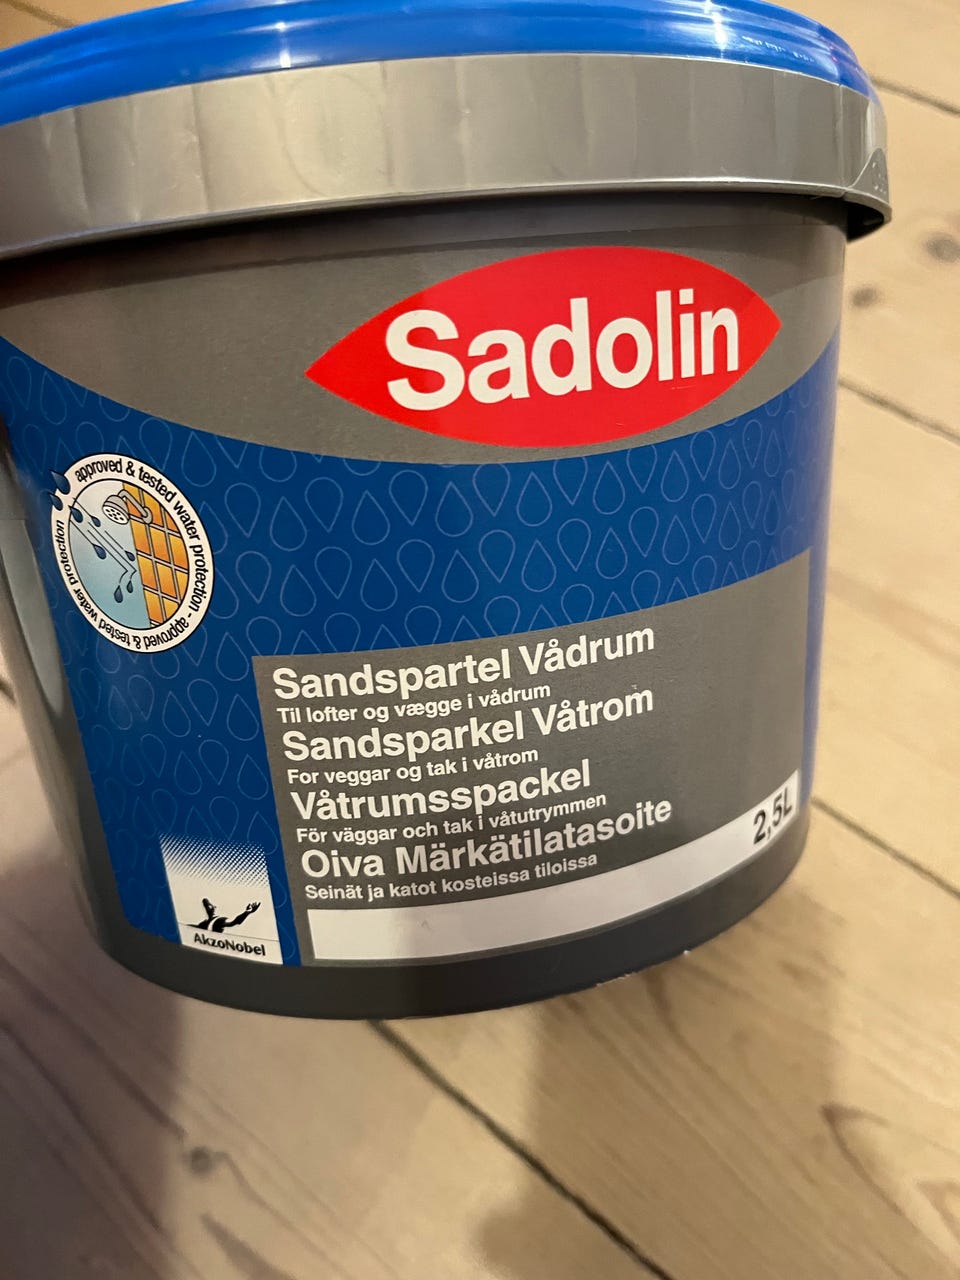 Sadolin
approved & tested water protection - approved & tested water protection
Sandspartel Vådrum
Til lofter og vægge i vådrum
Sandsparkel Våtrom
For veggar og tak i våtrom
Våtrumsspackel
För väggar och tak i våtutrymmen
Oiva Märkätilatasoite
Seinät ja katot kosteissa tiloissa
2,5L
AkzoNobel